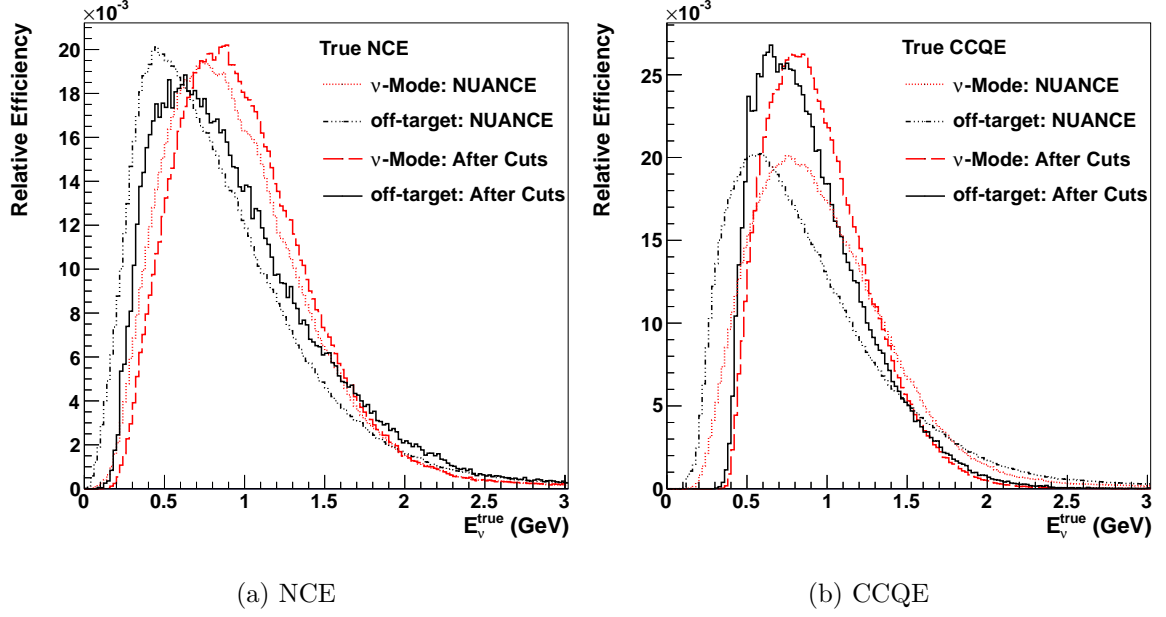 ×10⁻³
Relative Efficiency
20
18
16
14
12
10
8
6
4
2
0
True NCE
ν-Mode: NUANCE
off-target: NUANCE
ν-Mode: After Cuts
off-target: After Cuts
0 0.5 1 1.5 2 2.5 3
E_ν^true (GeV)
(a) NCE
×10⁻³
Relative Efficiency
25
20
15
10
5
0
True CCQE
ν-Mode: NUANCE
off-target: NUANCE
ν-Mode: After Cuts
off-target: After Cuts
0 0.5 1 1.5 2 2.5 3
E_ν^true (GeV)
(b) CCQE